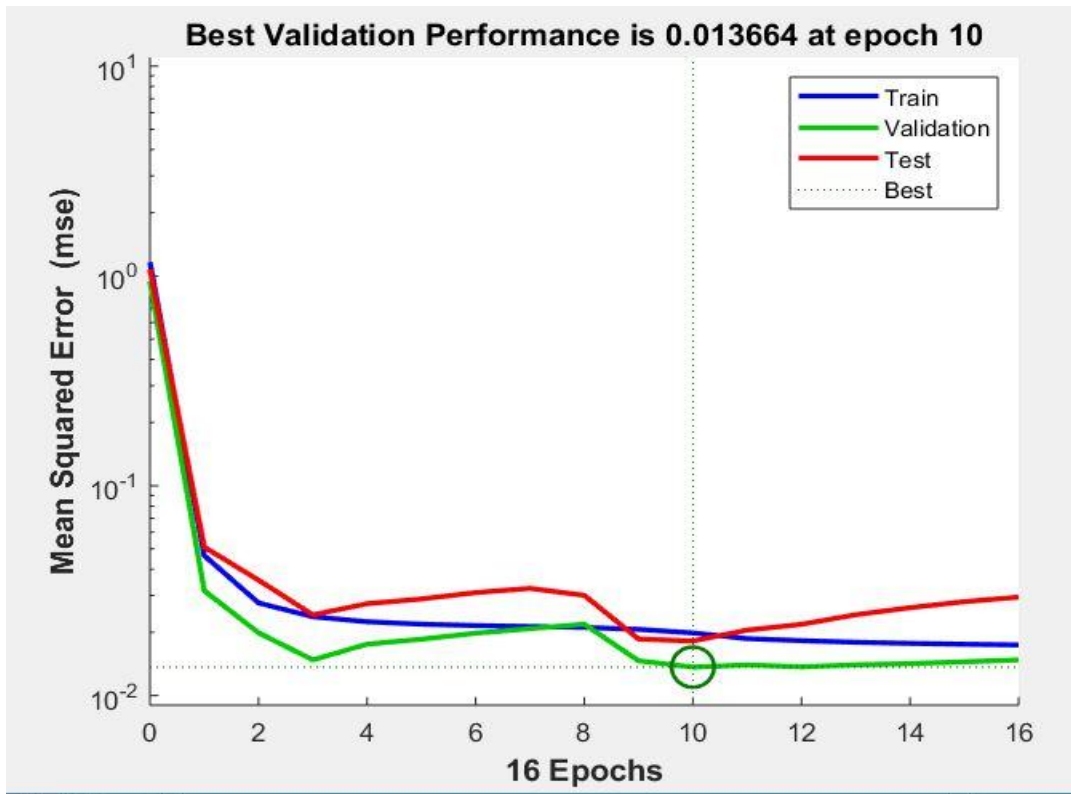 Best Validation Performance is 0.013664 at epoch 10
10^1
10^0
10^-1
10^-2
Mean Squared Error (mse)
Train
Validation
Test
Best
0 2 4 6 8 10 12 14 16
16 Epochs